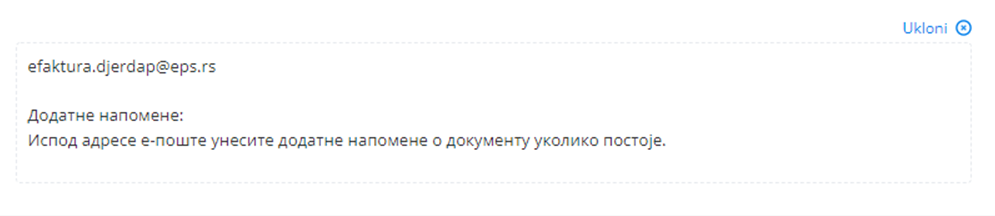 Ukloni
efaktura.djerdap@eps.rs
Додатне напомене:
Испод адресе е-поште унесите додатне напомене о документу уколико постоје.